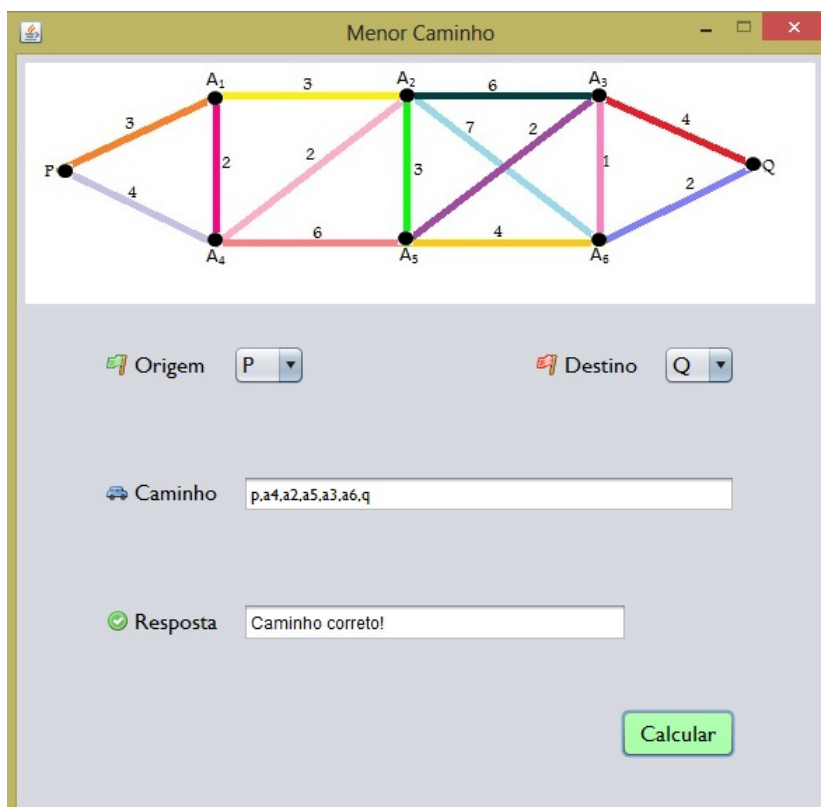 Menor Caminho
A₁ 3 A₂ 6 A₃
3 2 4
P 2 2 7 3 1 Q
4 2
6 4
A₄ A₅ A₆
Origem P Destino Q
Caminho p,a4,a2,a5,a3,a6,q
Resposta Caminho correto!
Calcular